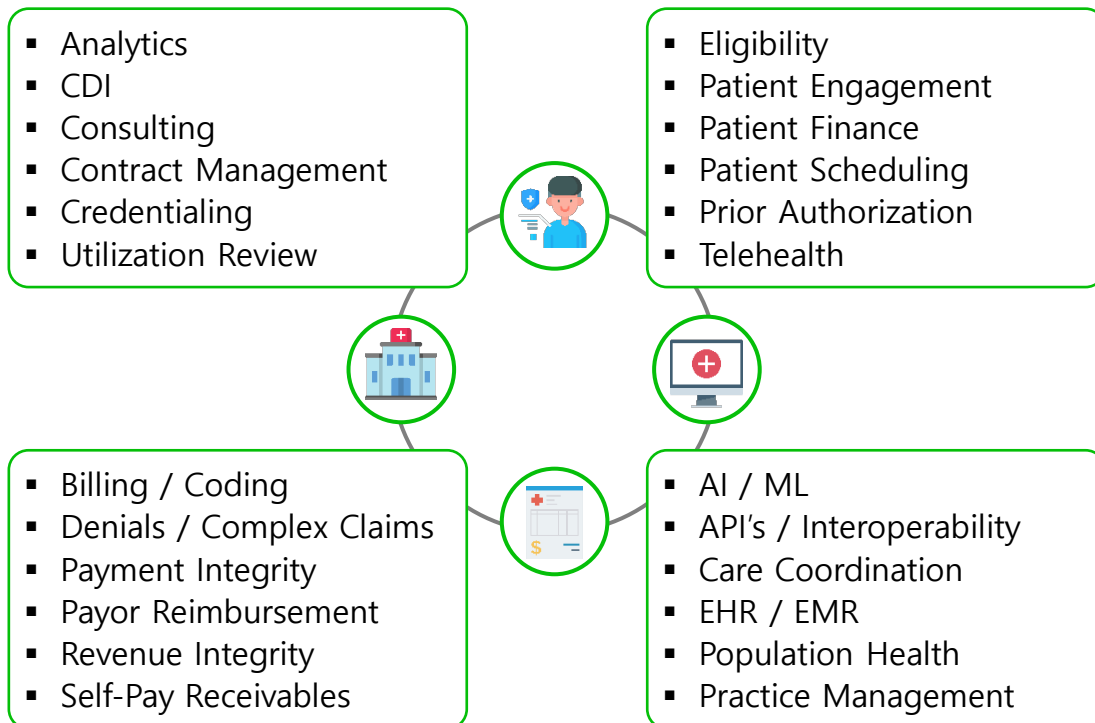 ▪ Analytics
▪ CDI
▪ Consulting
▪ Contract Management
▪ Credentialing
▪ Utilization Review
▪ Eligibility
▪ Patient Engagement
▪ Patient Finance
▪ Patient Scheduling
▪ Prior Authorization
▪ Telehealth
▪ Billing / Coding
▪ Denials / Complex Claims
▪ Payment Integrity
▪ Payor Reimbursement
▪ Revenue Integrity
▪ Self-Pay Receivables
$
▪ AI / ML
▪ API’s / Interoperability
▪ Care Coordination
▪ EHR / EMR
▪ Population Health
▪ Practice Management